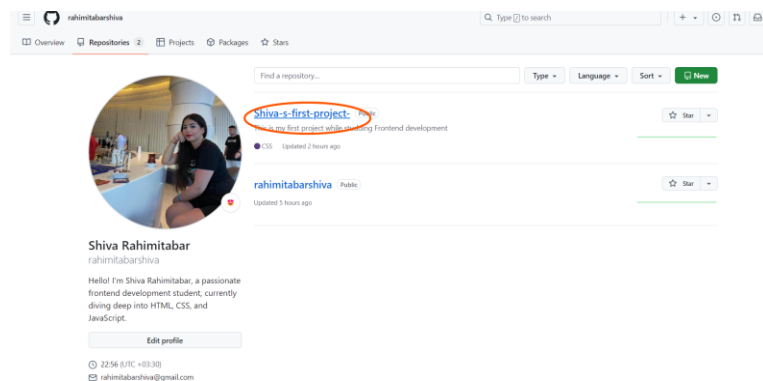 rahimitabarshiva
Type / to search
Overview Repositories 2 Projects Packages Stars
Find a repository...
Type Language Sort New
Shiva-s-first-project- Public
Star
This is my first project while studing Frontend development
CSS Updated 2 hours ago
rahimitabarshiva Public
Star
Updated 5 hours ago
Shiva Rahimitabar
rahimitabarshiva
Hello! I'm Shiva Rahimitabar, a passionate
frontend development student, currently
diving deep into HTML, CSS, and
JavaScript.
Edit profile
22:56 (UTC +03:30)
rahimitabarshiva@gmail.com